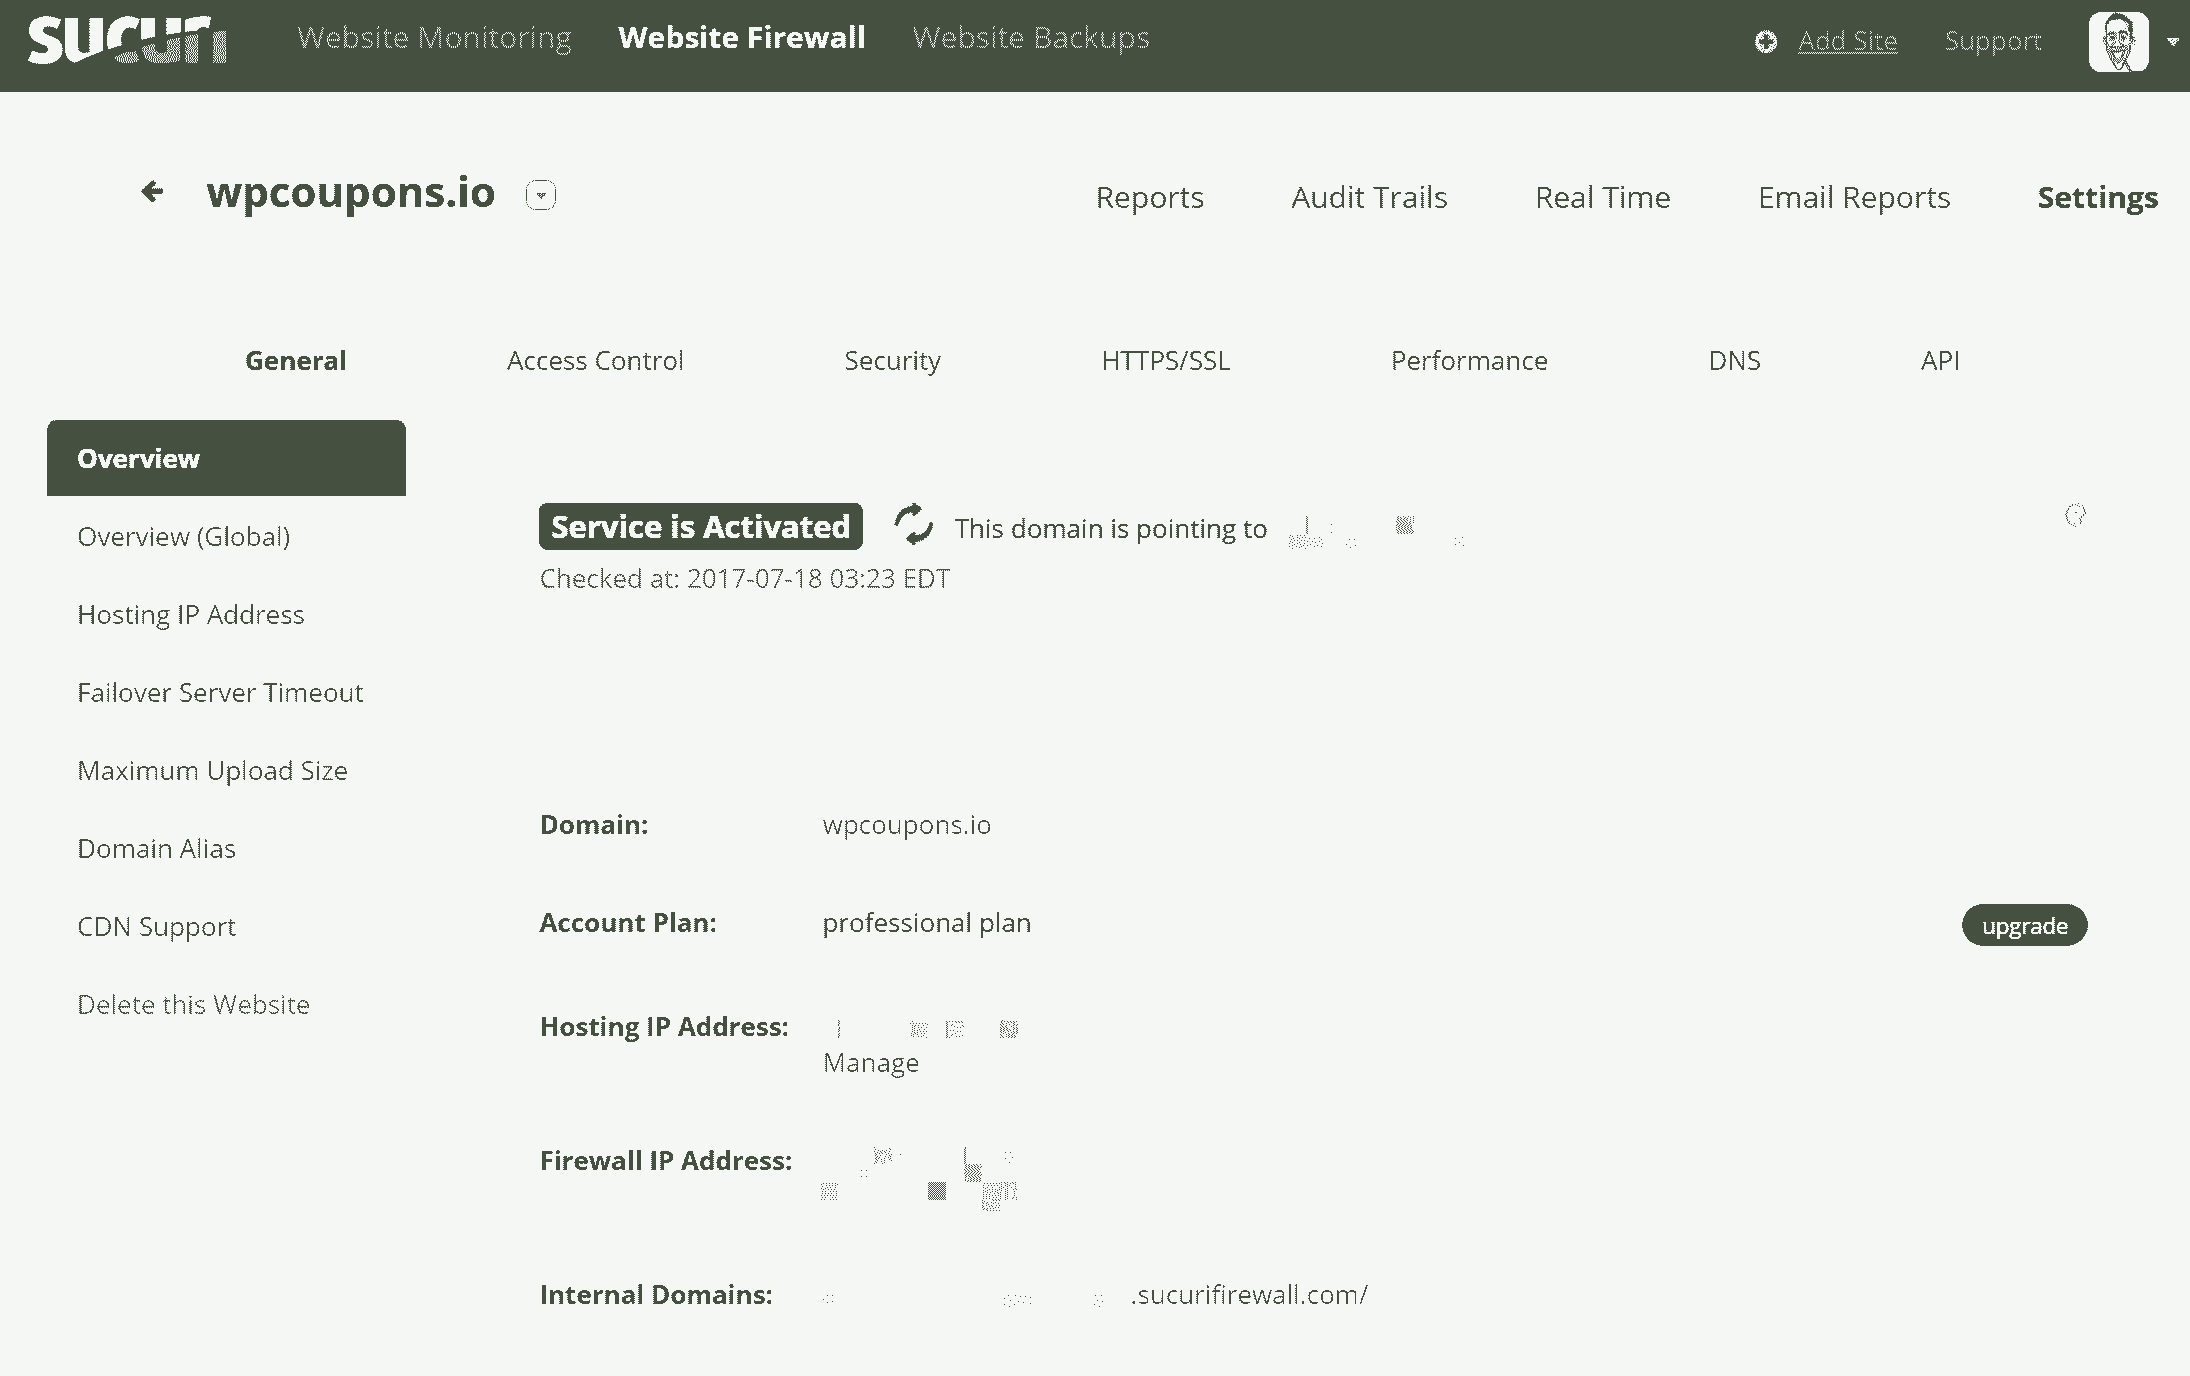 sucuri Website Monitoring Website Firewall Website Backups Add Site Support
wpcoupons.io Reports Audit Trails Real Time Email Reports Settings
General Access Control Security HTTPS/SSL Performance DNS API
Overview
Overview (Global)
Hosting IP Address
Failover Server Timeout
Maximum Upload Size
Domain Alias
CDN Support
Delete this Website
Service is Activated This domain is pointing to
Checked at: 2017-07-18 03:23 EDT
Domain: wpcoupons.io
Account Plan: professional plan upgrade
Hosting IP Address:
Manage
Firewall IP Address:
Internal Domains: .sucurifirewall.com/